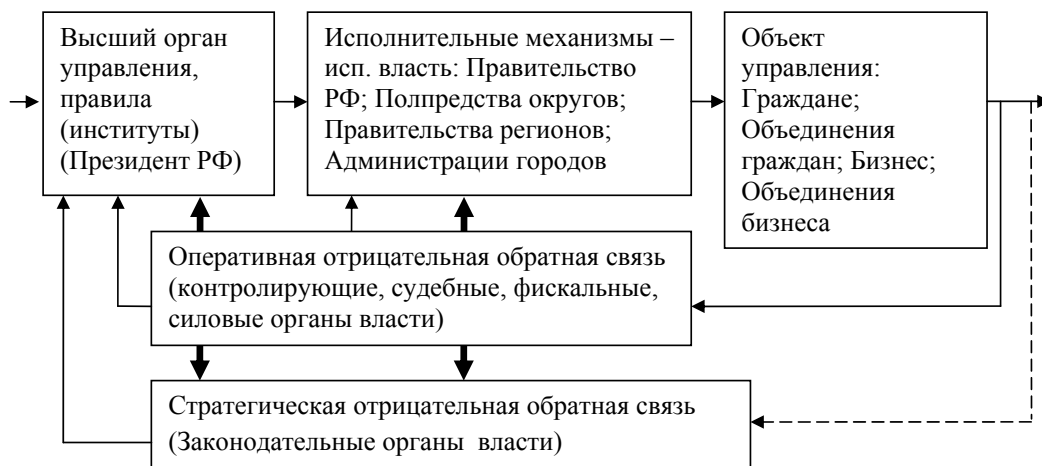 Высший орган
управления,
правила
(институты)
(Президент РФ)
Исполнительные механизмы –
исп. власть: Правительство
РФ; Полпредства округов;
Правительства регионов;
Администрации городов
Объект
управления:
Граждане;
Объединения
граждан; Бизнес;
Объединения
бизнеса
Оперативная отрицательная обратная связь
(контролирующие, судебные, фискальные,
силовые органы власти)
Стратегическая отрицательная обратная связь
(Законодательные органы власти)